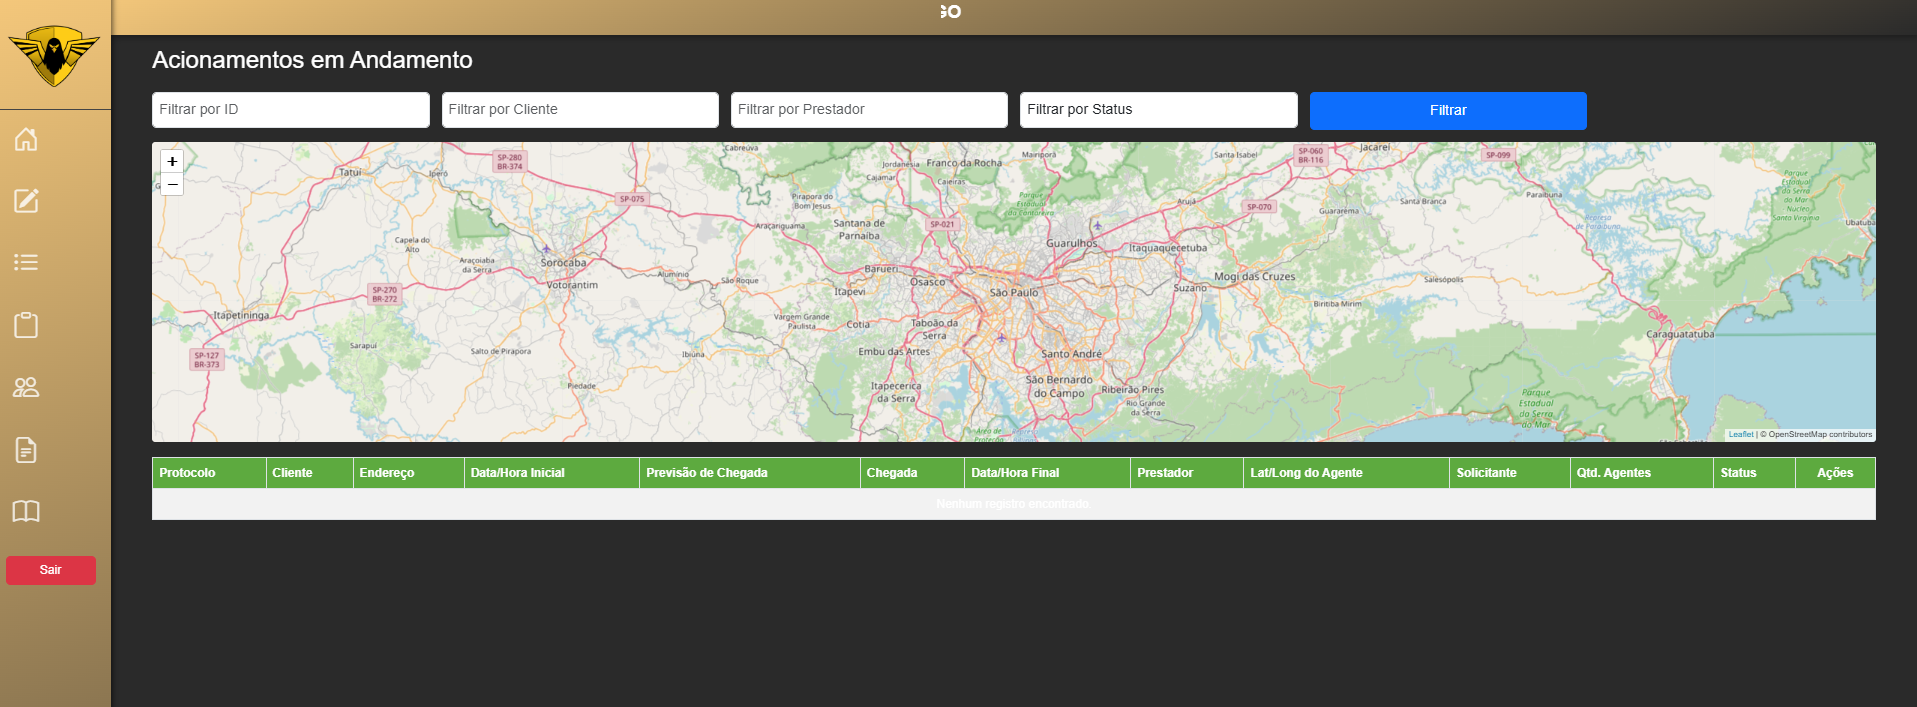 GO
Acionamentos em Andamento
Filtrar por ID
Filtrar por Cliente
Filtrar por Prestador
Filtrar por Status
Filtrar
+
−
Cabreúva
Mairiporã
Santa Isabel
SP-060
BR-116
Jacareí
SP-099
SP-280
BR-374
Tatuí
Iperó
Jordanésia
Franco da Rocha
Cajamar
Caieiras
SP-075
Pirapora do
Bom Jesus
Parque
Estadual
da Cantareira
Arujá
SP-070
Guararema
Santa Branca
Paraibuna
Parque
Estadual
da Serra
do Mar
Núcleo
Santa Virgínia
Represa
de Paraibuna
Ubatuba
Araçariguama
Santana de
Parnaíba
SP-021
Capela do
Alto
Guarulhos
Itaquaquecetuba
Araçoiaba
da Serra
Sorocaba
Votorantim
Alumínio
São Roque
Barueri
Osasco
Itapevi
São Paulo
Suzano
Mogi das Cruzes
Salesópolis
Biritiba Mirim
SP-270
BR-272
Itapetininga
Vargem Grande
Paulista
Cotia
Taboão da
Serra
Caraguatatuba
SP-127
BR-373
Sarapuí
Salto de Pirapora
Ibiúna
Embu das Artes
Santo André
Piedade
Itapecerica
da Serra
São Bernardo
do Campo
Ribeirão Pires
Rio Grande
da Serra
Parque
Estadual
da Serra
do Mar
Área de
Proteção
Represa
Leaflet | © OpenStreetMap contributors
Protocolo
Cliente
Endereço
Data/Hora Inicial
Previsão de Chegada
Chegada
Data/Hora Final
Prestador
Lat/Long do Agente
Solicitante
Qtd. Agentes
Status
Ações
Nenhum registro encontrado.
Sair